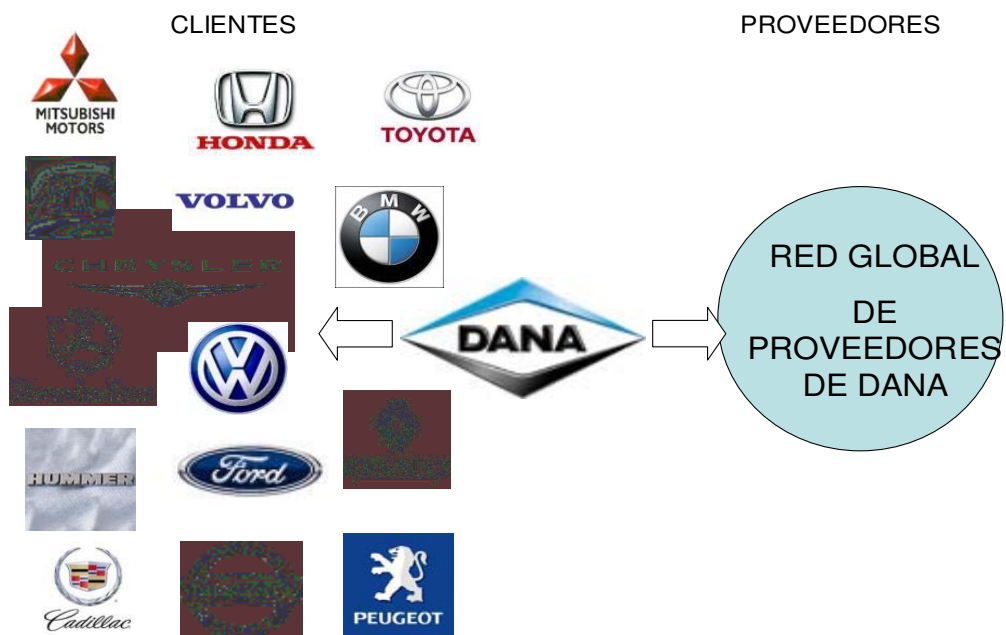 CLIENTES
PROVEEDORES
MITSUBISHI
MOTORS
HONDA
TOYOTA
VOLVO
BMW
CHRYSLER
DANA
RED GLOBAL
DE
PROVEEDORES
DE DANA
HUMMER
Ford
Cadillac
PEUGEOT